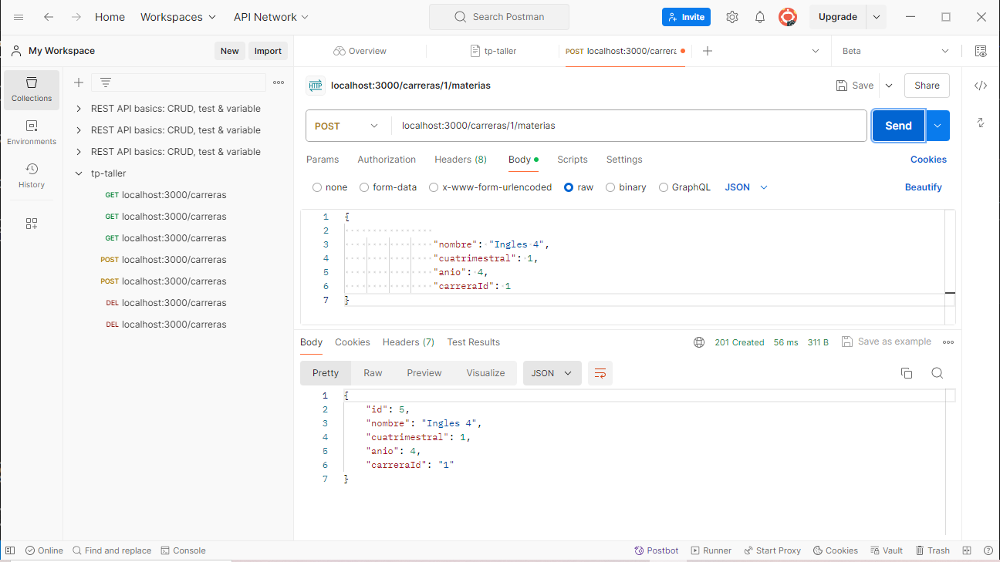 Home Workspaces API Network Search Postman Invite Upgrade
My Workspace New Import Overview tp-taller POST localhost:3000/carrera Beta
Collections
Environments
History
REST API basics: CRUD, test & variable
REST API basics: CRUD, test & variable
REST API basics: CRUD, test & variable
tp-taller
GET localhost:3000/carreras
GET localhost:3000/carreras
GET localhost:3000/carreras
POST localhost:3000/carreras
POST localhost:3000/carreras
DEL localhost:3000/carreras
DEL localhost:3000/carreras
HTTP localhost:3000/carreras/1/materias Save Share </>
POST localhost:3000/carreras/1/materias Send
Params Authorization Headers (8) Body Scripts Settings Cookies
none form-data x-www-form-urlencoded raw binary GraphQL JSON Beautify
1 {
2
3 "nombre": "Ingles 4",
4 "cuatrimestral": 1,
5 "anio": 4,
6 "carreraId": 1
7 }
Body Cookies Headers (7) Test Results 201 Created 56 ms 311 B Save as example
Pretty Raw Preview Visualize JSON
1 {
2 "id": 5,
3 "nombre": "Ingles 4",
4 "cuatrimestral": 1,
5 "anio": 4,
6 "carreraId": "1"
7 }
Online Find and replace Console Postbot Runner Start Proxy Cookies Vault Trash